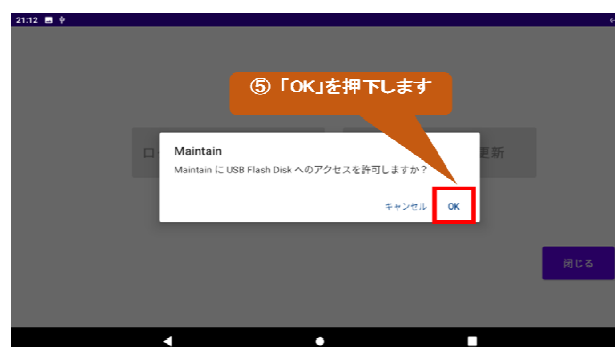 21:12
⑤「OK」を押下します
ロー
更新
Maintain
Maintain に USB Flash Disk へのアクセスを許可しますか？
キャンセル OK
閉じる